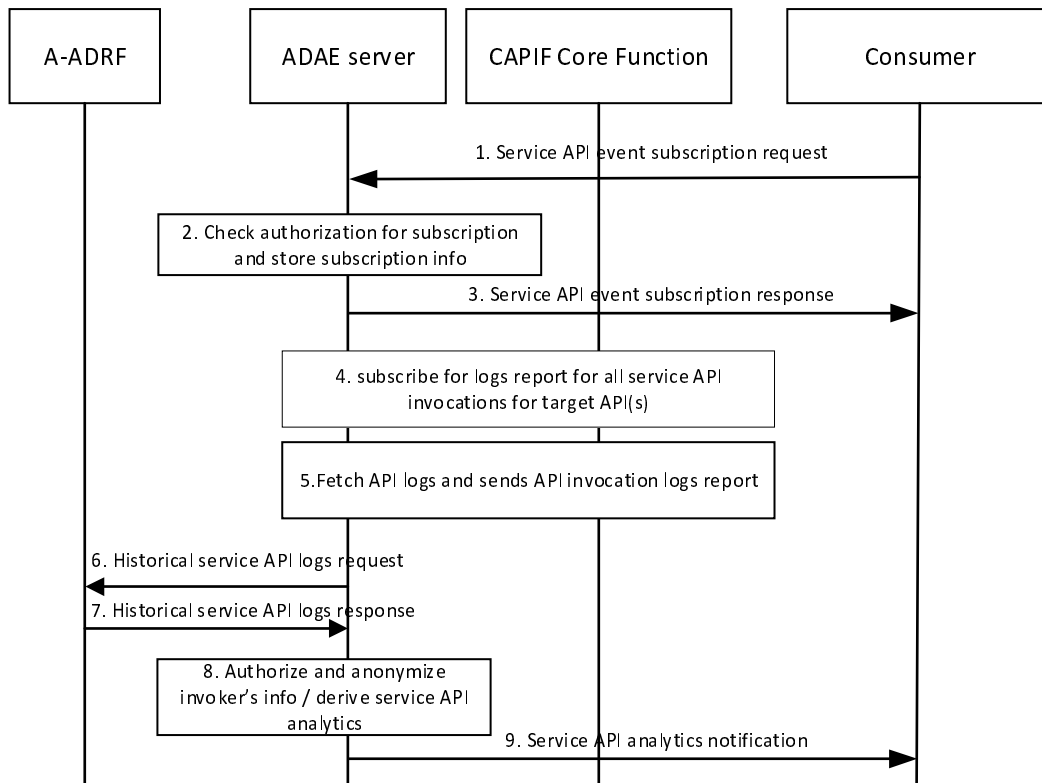 A-ADRF
ADAE server
CAPIF Core Function
Consumer
1. Service API event subscription request
2. Check authorization for subscription
and store subscription info
3. Service API event subscription response
4. subscribe for logs report for all service API
invocations for target API(s)
5.Fetch API logs and sends API invocation logs report
6. Historical service API logs request
7. Historical service API logs response
8. Authorize and anonymize
invoker’s info / derive service API
analytics
9. Service API analytics notification